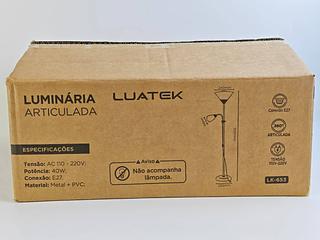 LUMINÁRIA
ARTICULADA
LUATEK
ESPECIFICAÇÕES
Tensão: AC 110 - 220V;
Potência: 40W;
Conexão: E27;
Material: Metal + PVC;
Aviso
Não acompanha
lâmpada.
Conexão E27
360°
ARTICULADA
TENSÃO
110V-220V
LK-653